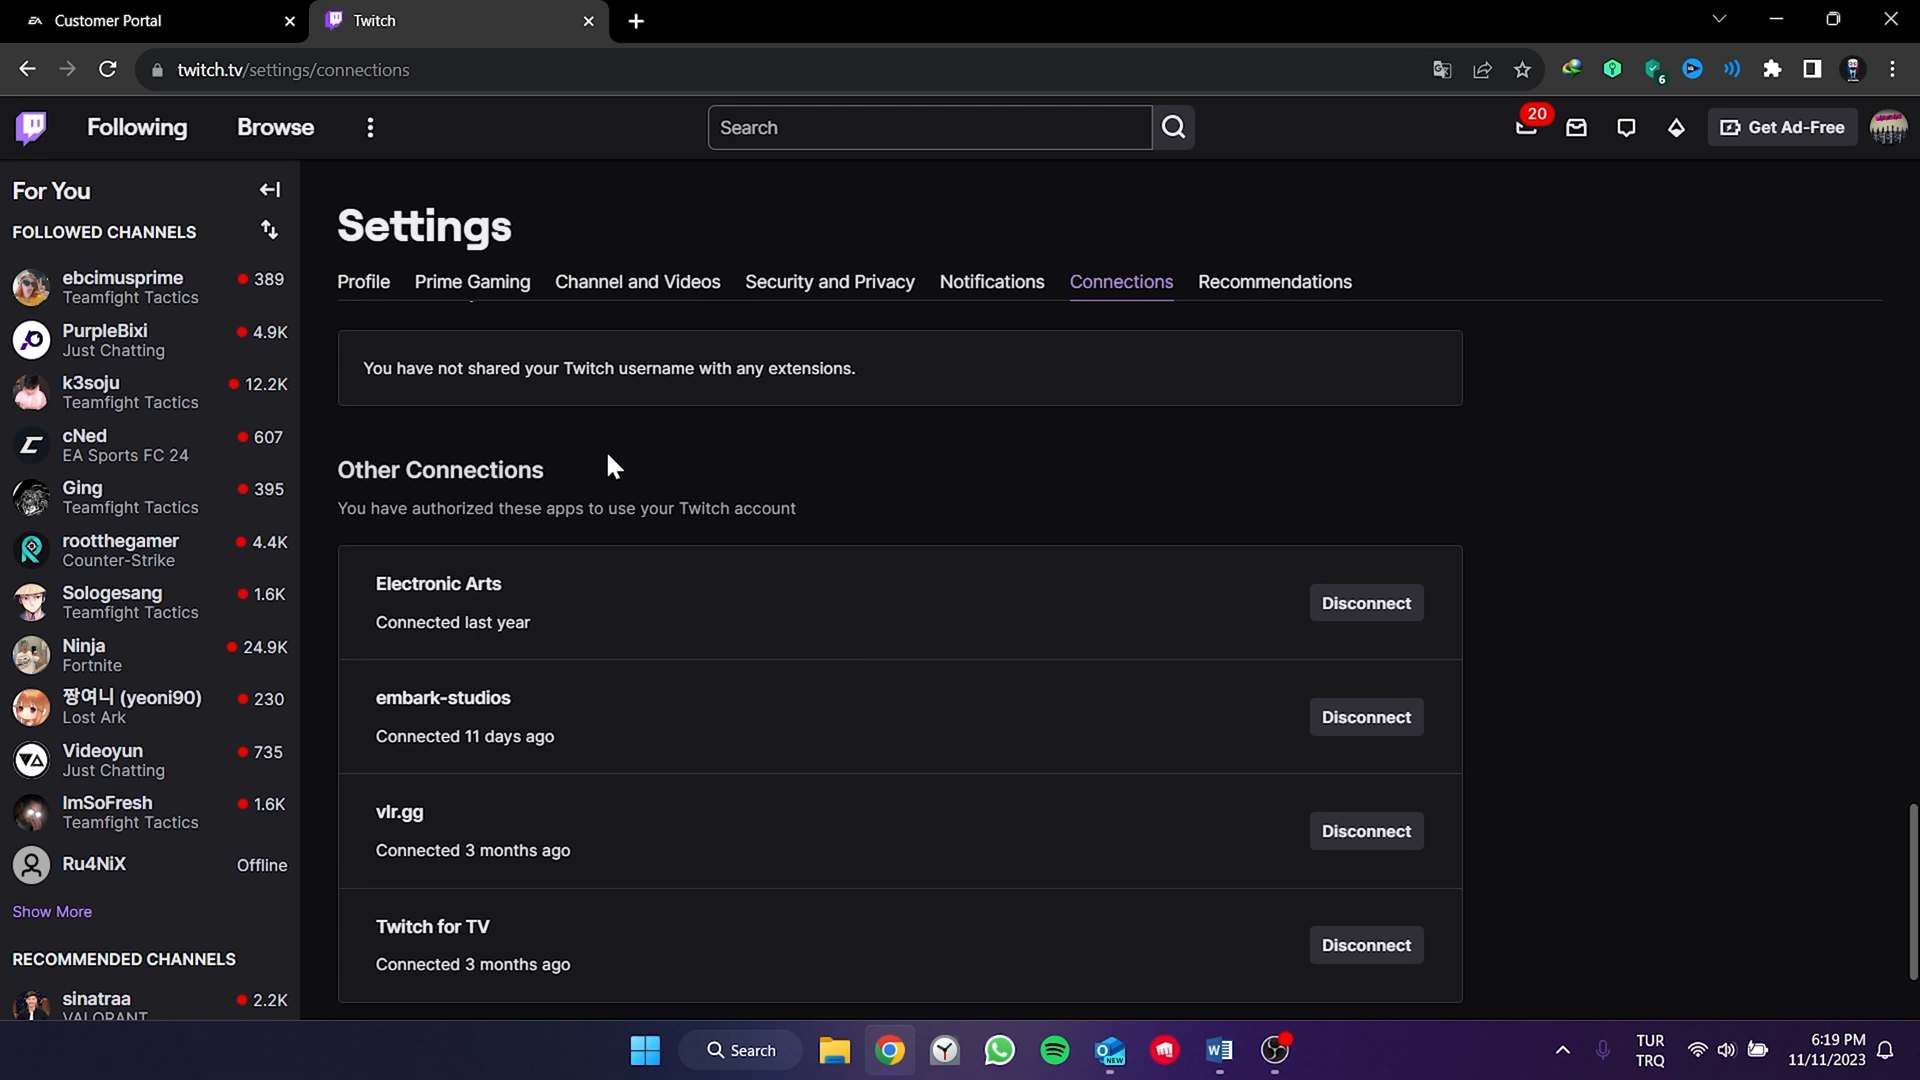 Customer Portal
Twitch
twitch.tv/settings/connections
6
Following
Browse
Search
20
Get Ad-Free
For You
FOLLOWED CHANNELS
ebcimusprime
389
Teamfight Tactics
PurpleBixi
4.9K
Just Chatting
k3soju
12.2K
Teamfight Tactics
cNed
607
EA Sports FC 24
Ging
395
Teamfight Tactics
rootthegamer
4.4K
Counter-Strike
Sologesang
1.6K
Teamfight Tactics
Ninja
24.9K
Fortnite
짱여니 (yeoni90)
230
Lost Ark
Videoyun
735
Just Chatting
ImSoFresh
1.6K
Teamfight Tactics
Ru4NiX
Offline
Show More
RECOMMENDED CHANNELS
sinatraa
2.2K
VALORANT
Settings
Profile
Prime Gaming
Channel and Videos
Security and Privacy
Notifications
Connections
Recommendations
You have not shared your Twitch username with any extensions.
Other Connections
You have authorized these apps to use your Twitch account
Electronic Arts
Connected last year
Disconnect
embark-studios
Connected 11 days ago
Disconnect
vlr.gg
Connected 3 months ago
Disconnect
Twitch for TV
Connected 3 months ago
Disconnect
Search
NEW
TUR
TRQ
6:19 PM
11/11/2023